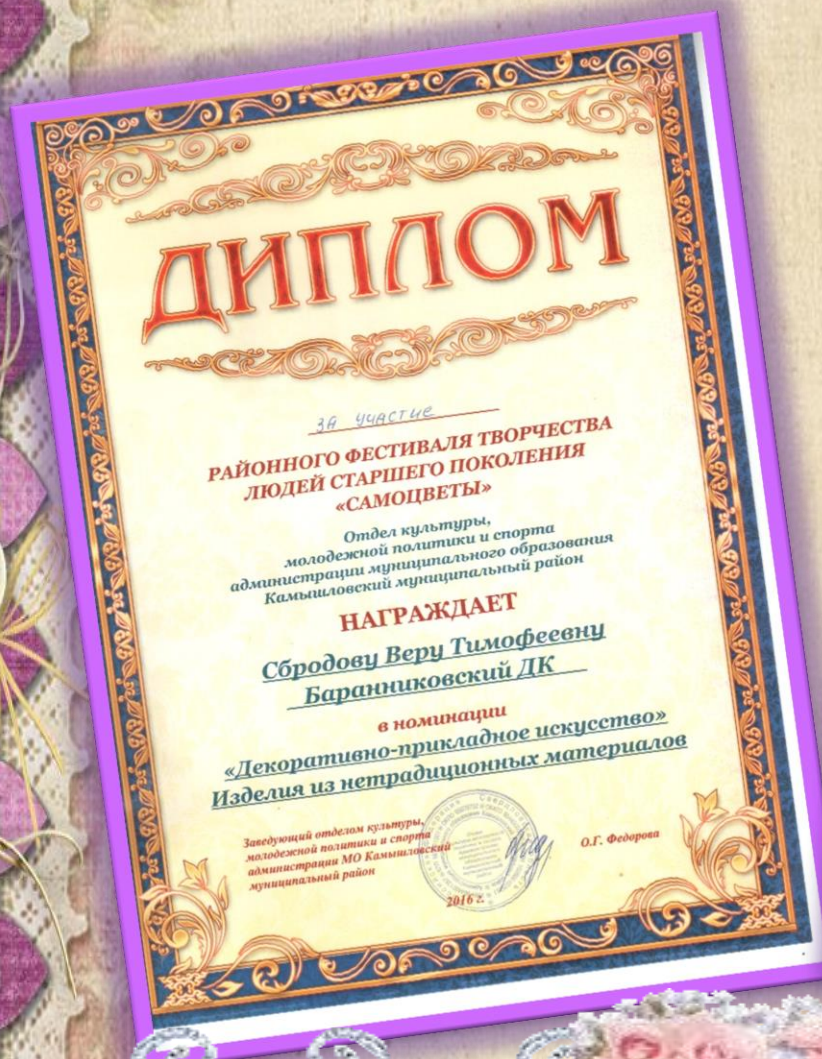 ДИПЛОМ
за участие
РАЙОННОГО ФЕСТИВАЛЯ ТВОРЧЕСТВА
ЛЮДЕЙ СТАРШЕГО ПОКОЛЕНИЯ
«САМОЦВЕТЫ»
Отдел культуры,
молодежной политики и спорта
администрации муниципального образования
Камышловский муниципальный район
НАГРАЖДАЕТ
Сбродову Веру Тимофеевну
Баранниковский ДК
в номинации
«Декоративно-прикладное искусство»
Изделия из нетрадиционных материалов
Заведующий отделом культуры,
молодежной политики и спорта
администрации МО Камышловский
муниципальный район
О.Г. Федорова
2016 г.